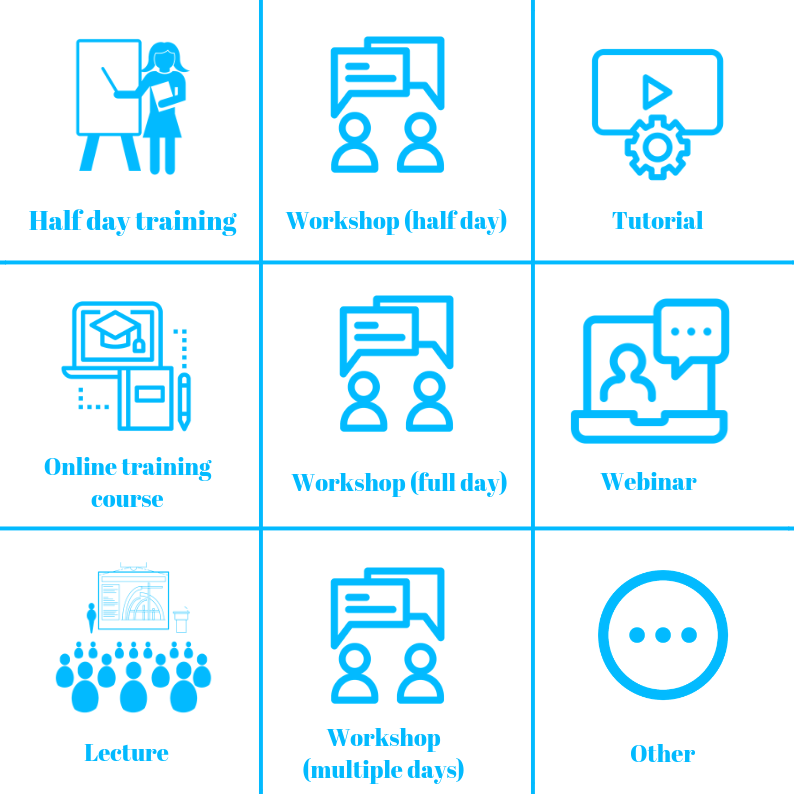 Half day training
Workshop (half day)
Tutorial
Online training
course
Workshop (full day)
Webinar
Lecture
Workshop
(multiple days)
Other